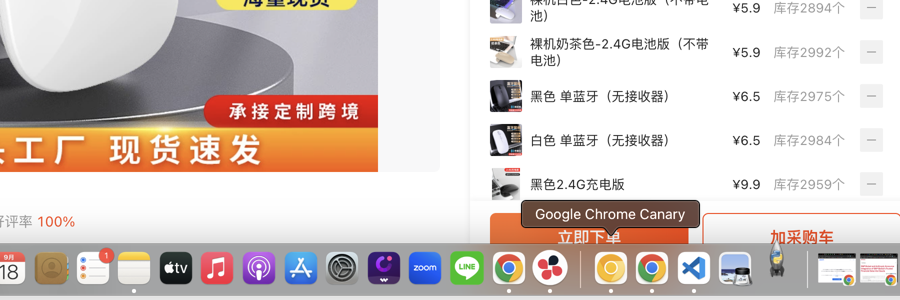 海量现货
承接定制跨境
工厂 现货速发
好评率 100%
裸机白色-2.4G电池版（不带电
池）
¥5.9 库存2894个
裸机奶茶色-2.4G电池版（不带
电池）
¥5.9 库存2992个
黑色 单蓝牙（无接收器）
¥6.5 库存2975个
白色 单蓝牙（无接收器）
¥6.5 库存2984个
黑色2.4G充电版
¥9.9 库存2959个
Google Chrome Canary
立即下单
加采购车
9月
18
1
tv
zoom
LINE